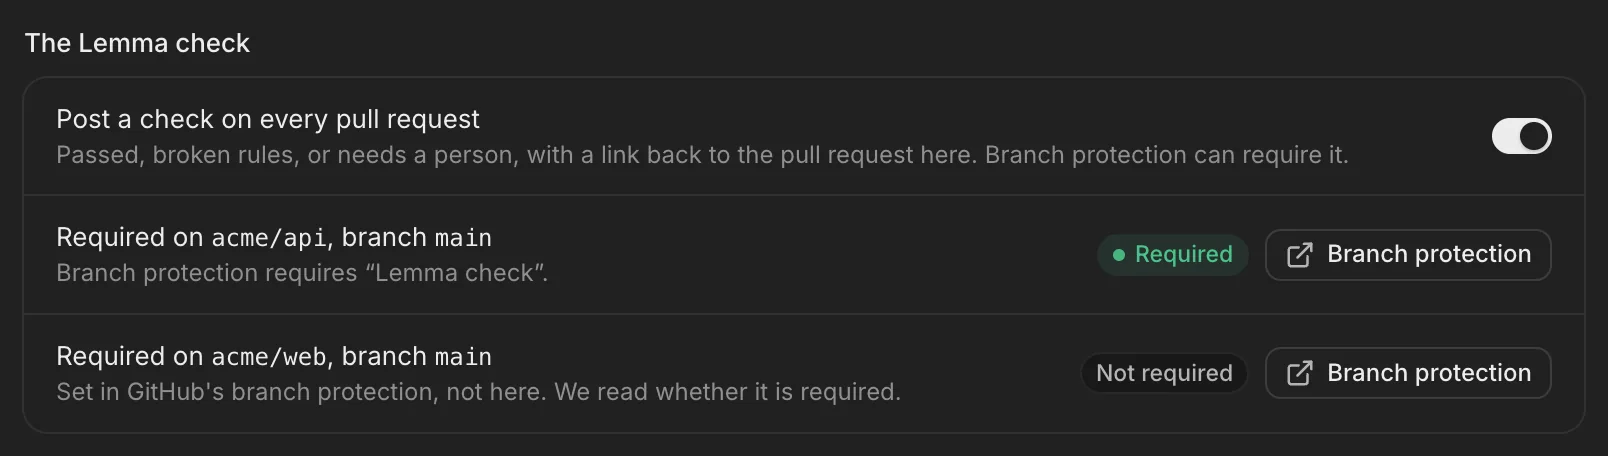 The Lemma check
Post a check on every pull request
Passed, broken rules, or needs a person, with a link back to the pull request here. Branch protection can require it.
Required on acme/api, branch main
Branch protection requires “Lemma check”.
Required
Branch protection
Required on acme/web, branch main
Set in GitHub's branch protection, not here. We read whether it is required.
Not required
Branch protection